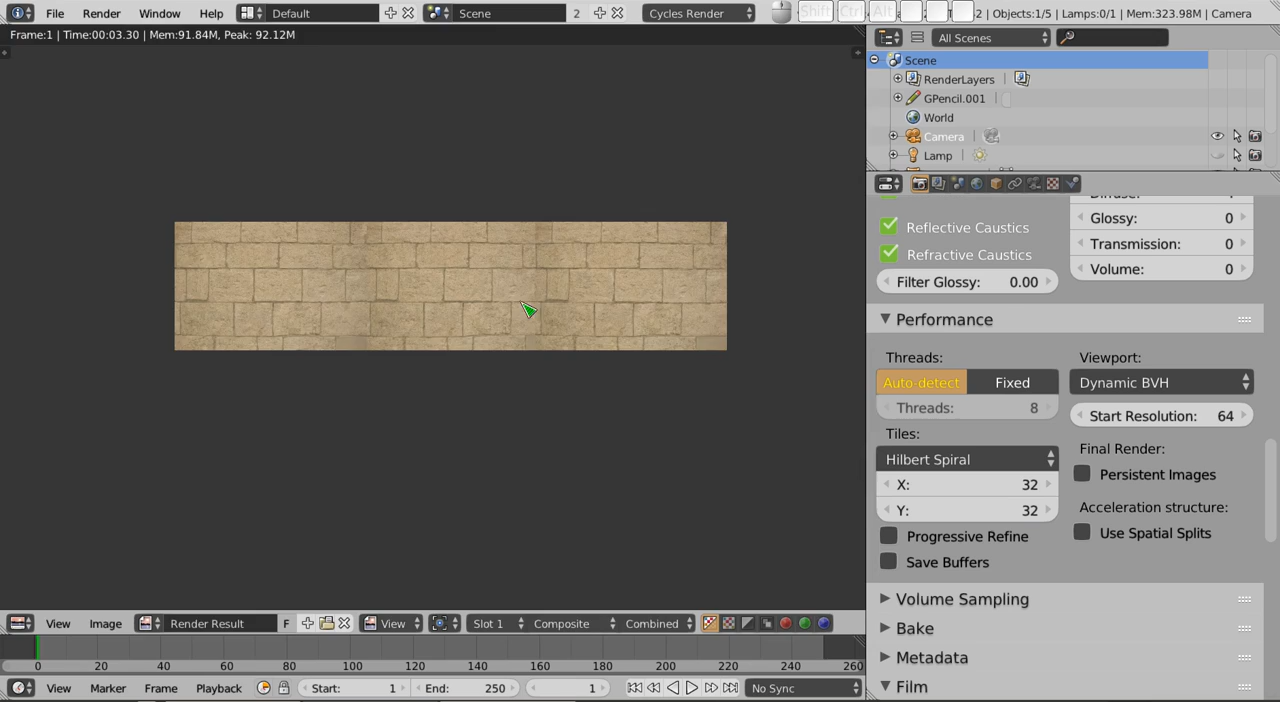 File Render Window Help Default Scene 2 Cycles Render Shift Ctrl Alt 2 | Objects:1/5 | Lamps:0/1 | Mem:323.98M | Camera
Frame:1 | Time:00:03.30 | Mem:91.84M, Peak: 92.12M
All Scenes
Scene
RenderLayers
GPencil.001
World
Camera
Lamp
Reflective Caustics
Refractive Caustics
Filter Glossy: 0.00
Glossy: 0
Transmission: 0
Volume: 0
Performance
Threads:
Auto-detect Fixed
Threads: 8
Tiles:
Hilbert Spiral
X: 32
Y: 32
Progressive Refine
Save Buffers
Viewport:
Dynamic BVH
Start Resolution: 64
Final Render:
Persistent Images
Acceleration structure:
Use Spatial Splits
Volume Sampling
Bake
Metadata
Film
View Image Render Result F View Slot 1 Composite Combined
0 20 40 60 80 100 120 140 160 180 200 220 240 260
View Marker Frame Playback Start: 1 End: 250 1 No Sync